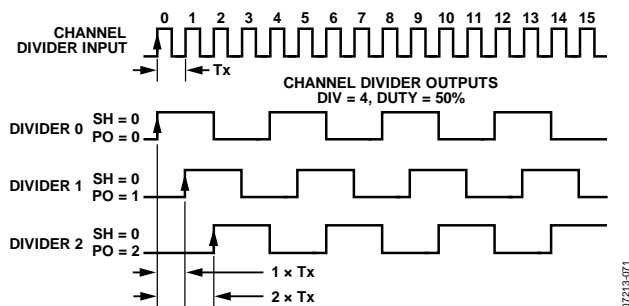 0 1 2 3 4 5 6 7 8 9 10 11 12 13 14 15
CHANNEL
DIVIDER INPUT
Tx
CHANNEL DIVIDER OUTPUTS
DIV = 4, DUTY = 50%
DIVIDER 0
SH = 0
PO = 0
DIVIDER 1
SH = 0
PO = 1
DIVIDER 2
SH = 0
PO = 2
1 × Tx
2 × Tx
07213-071